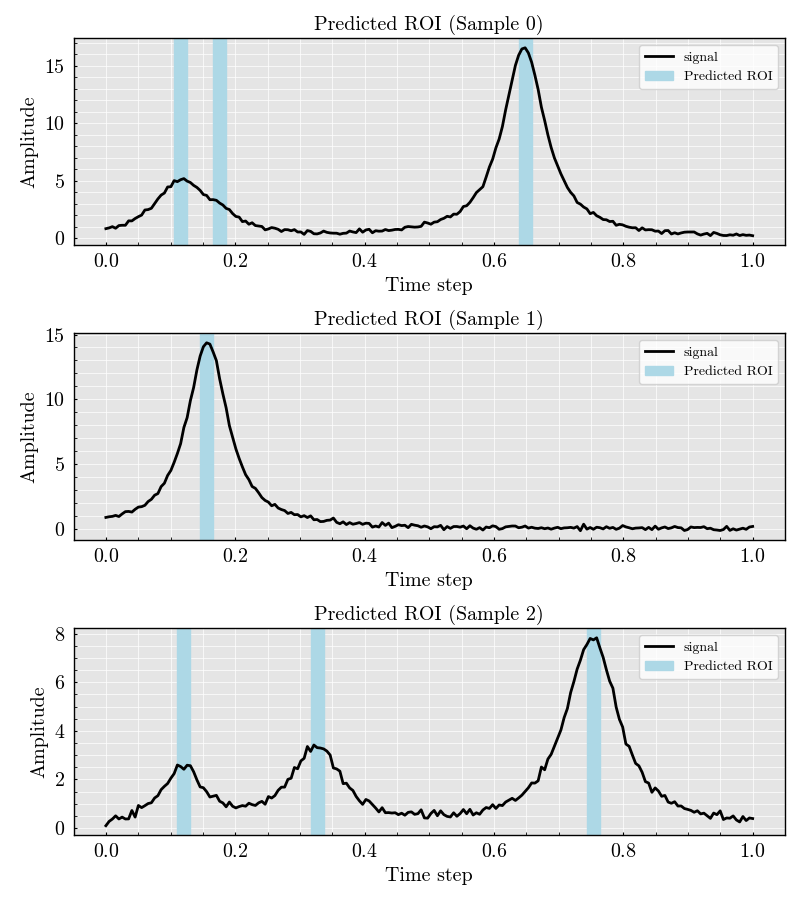 Predicted ROI (Sample 0)
15
10
5
0
Amplitude
signal
Predicted ROI
0.0 0.2 0.4 0.6 0.8 1.0
Time step
Predicted ROI (Sample 1)
15
10
5
0
Amplitude
signal
Predicted ROI
0.0 0.2 0.4 0.6 0.8 1.0
Time step
Predicted ROI (Sample 2)
8
6
4
2
0
Amplitude
signal
Predicted ROI
0.0 0.2 0.4 0.6 0.8 1.0
Time step